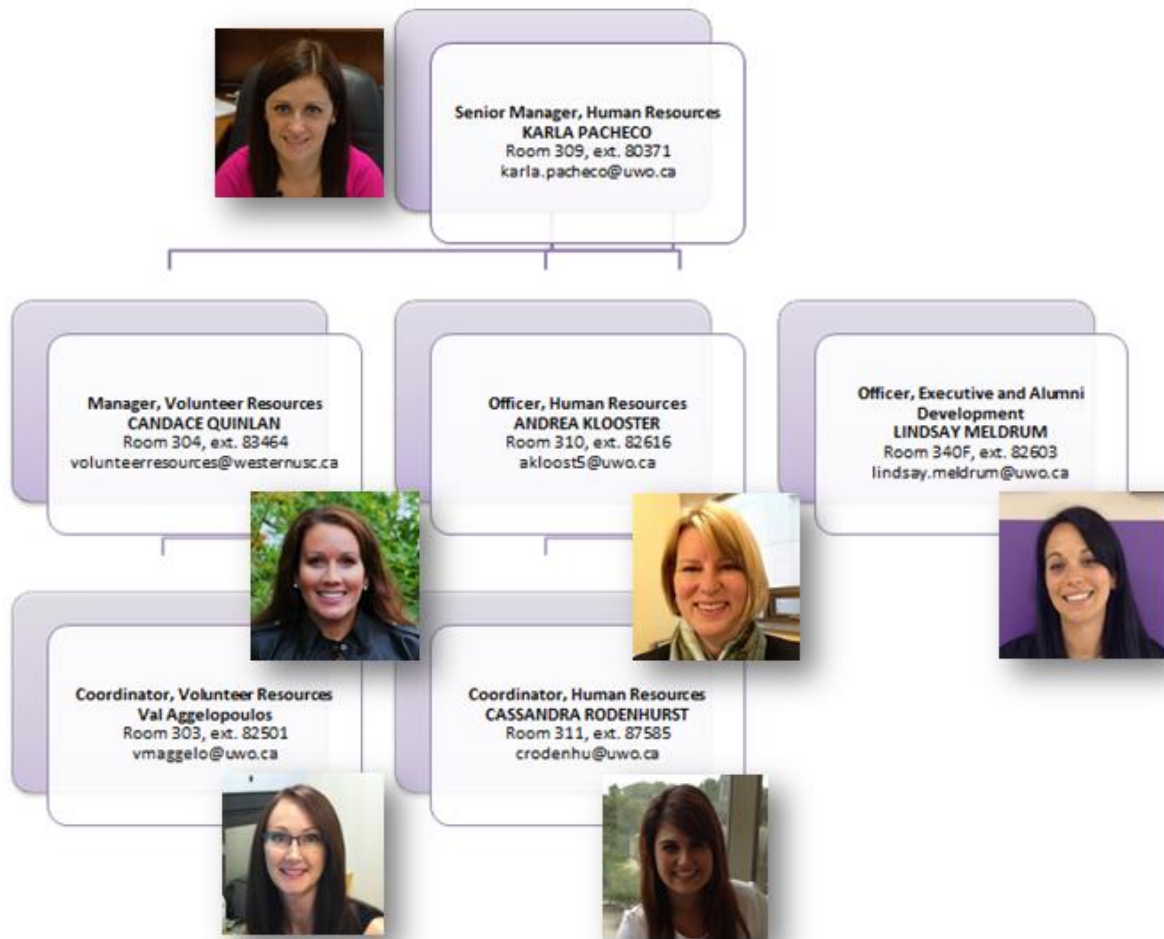 Senior Manager, Human Resources
KARLA PACHECO
Room 309, ext. 80371
karla.pacheco@uwo.ca
Manager, Volunteer Resources
CANDACE QUINLAN
Room 304, ext. 83464
volunteerresources@westernusc.ca
Officer, Human Resources
ANDREA KLOOSTER
Room 310, ext. 82616
akloost5@uwo.ca
Officer, Executive and Alumni
Development
LINDSAY MELDRUM
Room 340F, ext. 82603
lindsay.meldrum@uwo.ca
Coordinator, Volunteer Resources
Val Aggelopoulos
Room 303, ext. 82501
vmaggelo@uwo.ca
Coordinator, Human Resources
CASSANDRA RODENHURST
Room 311, ext. 87585
crodenhu@uwo.ca